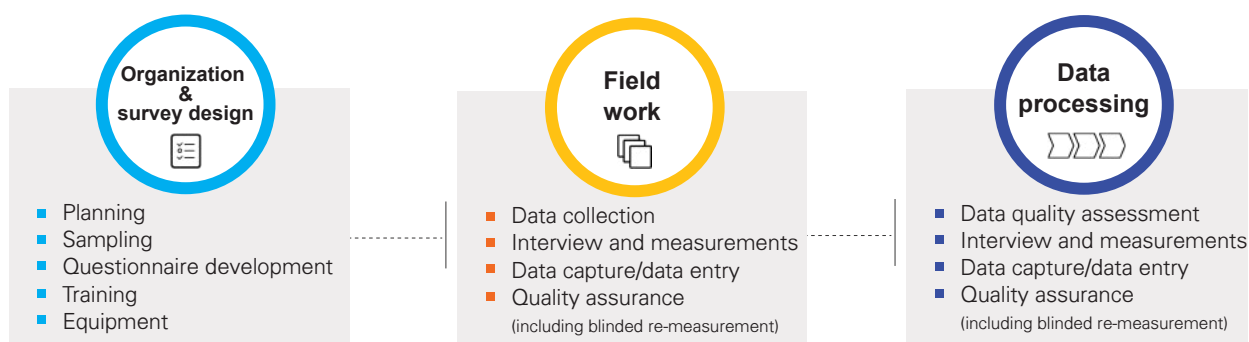 Organization
&
survey design
Planning
Sampling
Questionnaire development
Training
Equipment
Field
work
Data collection
Interview and measurements
Data capture/data entry
Quality assurance
(including blinded re-measurement)
Data
processing
Data quality assessment
Interview and measurements
Data capture/data entry
Quality assurance
(including blinded re-measurement)